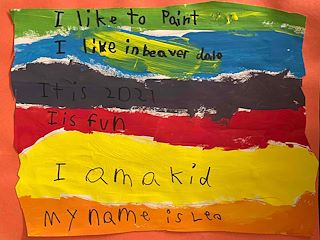 I like to Paint
I like in beaver dale
It is 2021
I is fun
I am a kid
My name is Leo